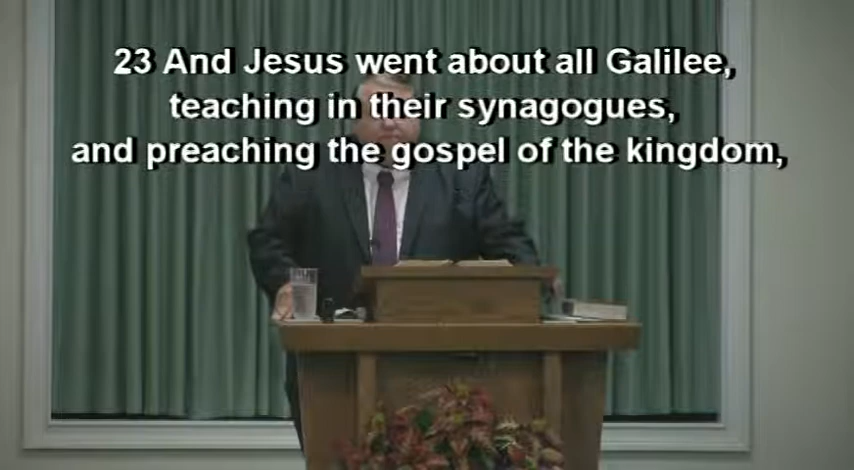 23 And Jesus went about all Galilee,
teaching in their synagogues,
and preaching the gospel of the kingdom,